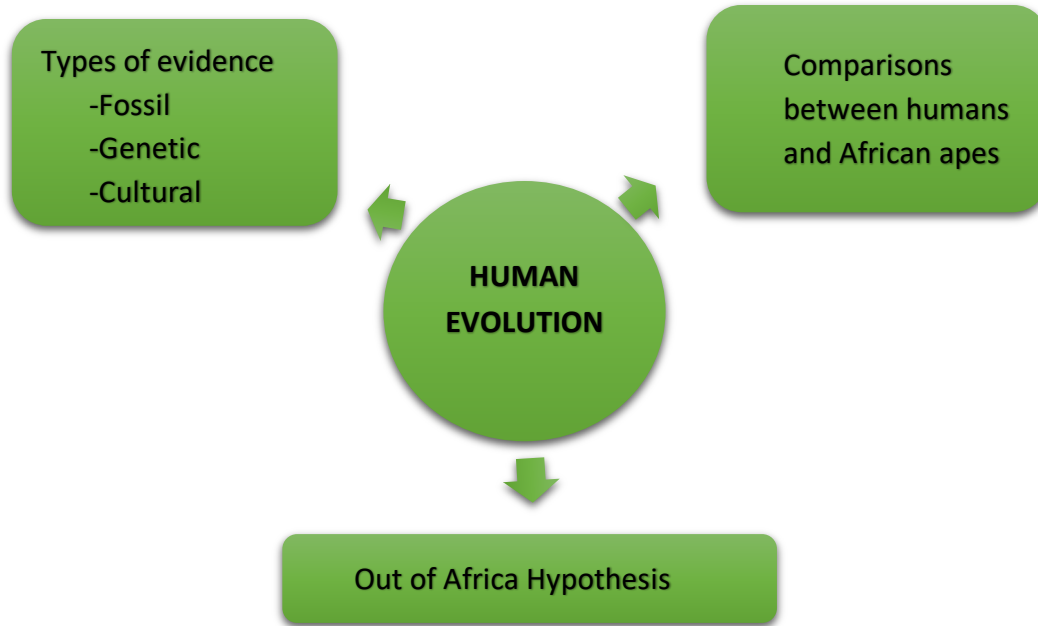 Types of evidence
-Fossil
-Genetic
-Cultural
Comparisons
between humans
and African apes
HUMAN
EVOLUTION
Out of Africa Hypothesis